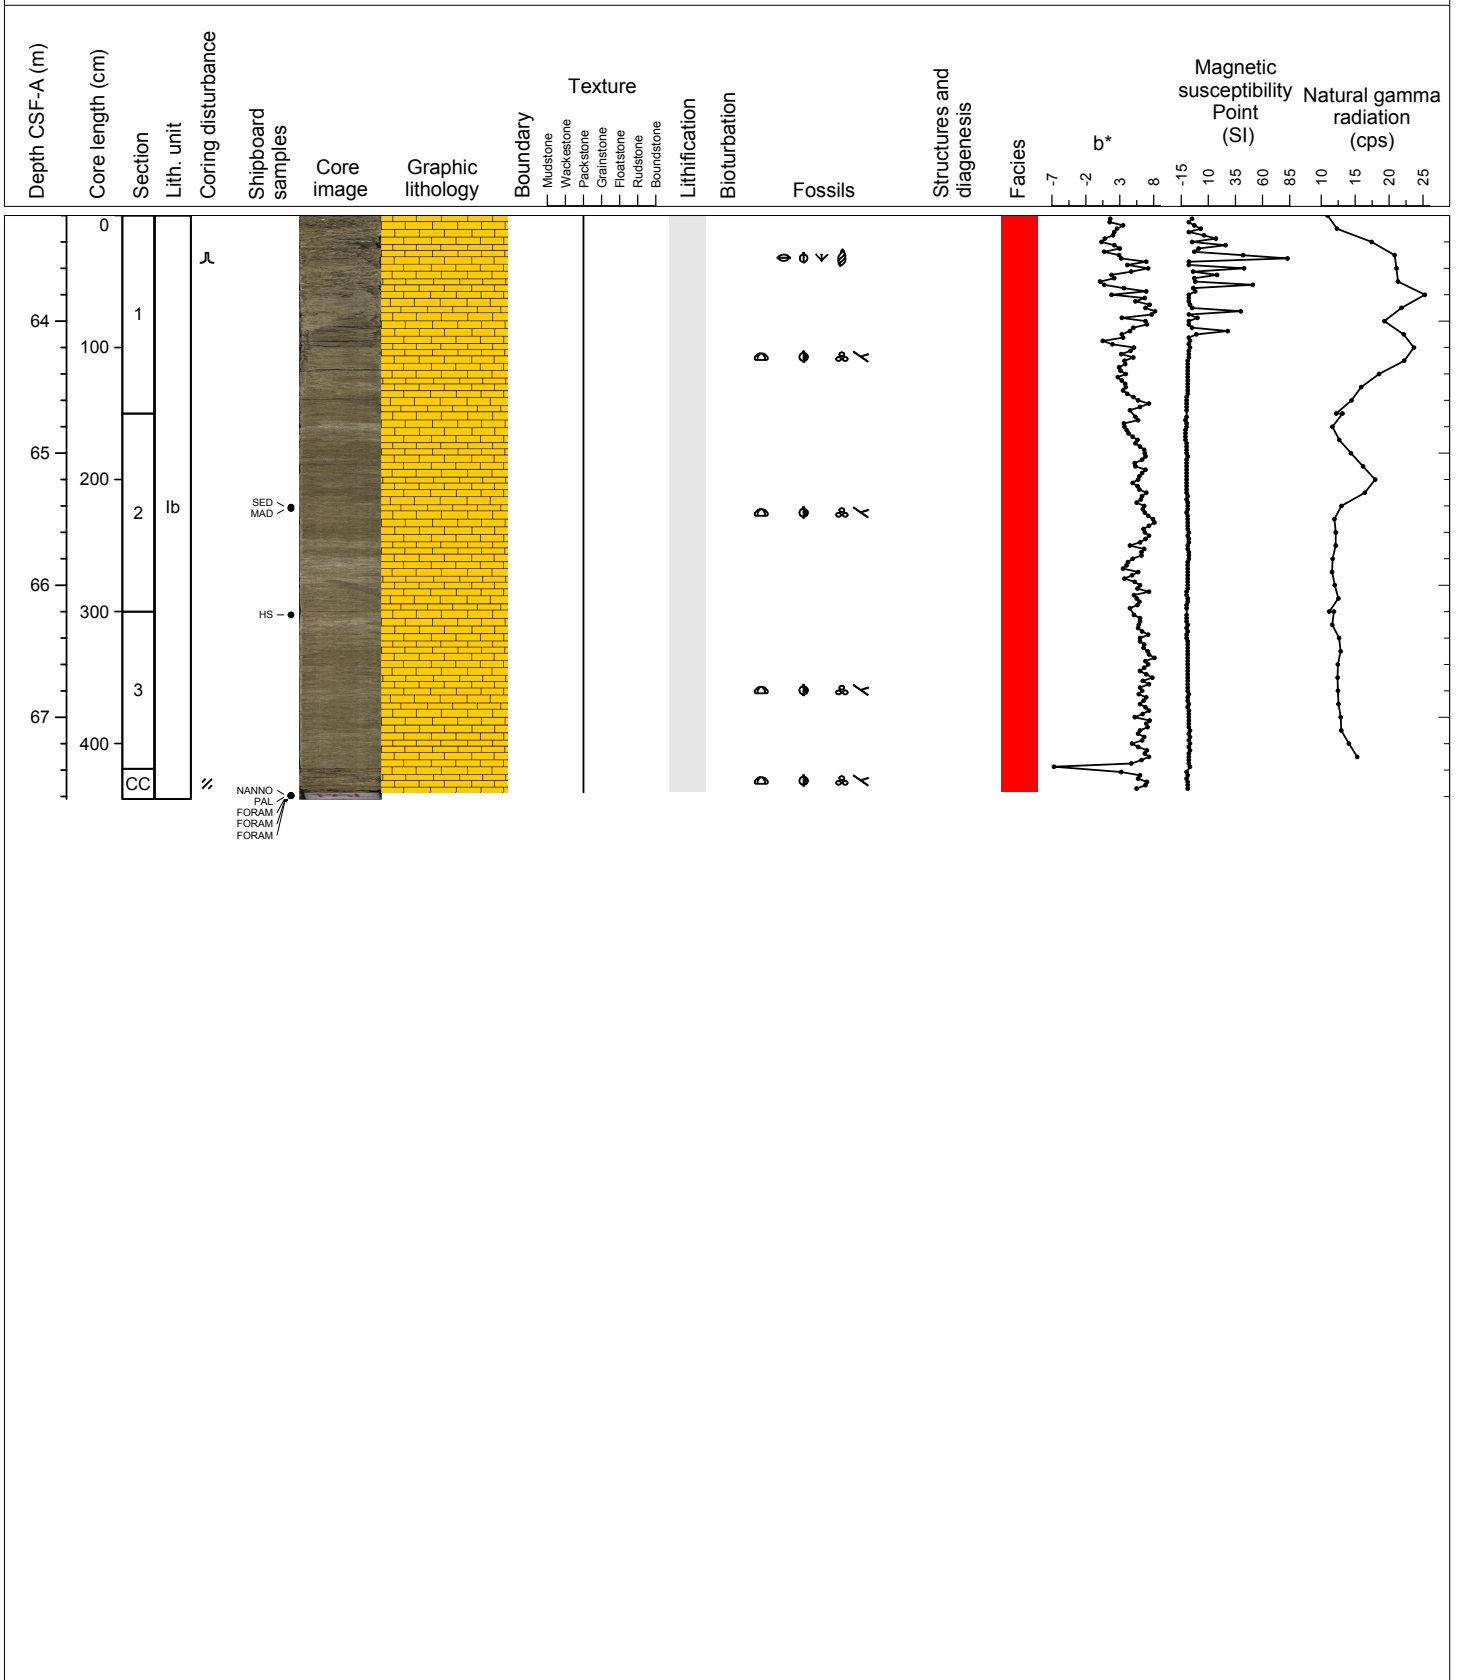 Depth CSF-A (m)
Core length (cm)
Section
Lith. unit
Coring disturbance
Shipboard
samples
Core
image
Graphic
lithology
Boundary
Texture
Mudstone
Wackestone
Packstone
Grainstone
Floatstone
Rudstone
Boundstone
Lithification
Bioturbation
Fossils
Structures and
diagenesis
Facies
b*
-7
-2
3
8
Magnetic
susceptibility
Point
(SI)
-15
10
35
60
85
Natural gamma
radiation
(cps)
10
15
20
25
64
65
66
67
0
100
200
300
400
1
2
3
CC
Ib
SED
MAD
HS
NANNO
PAL
FORAM
FORAM
FORAM